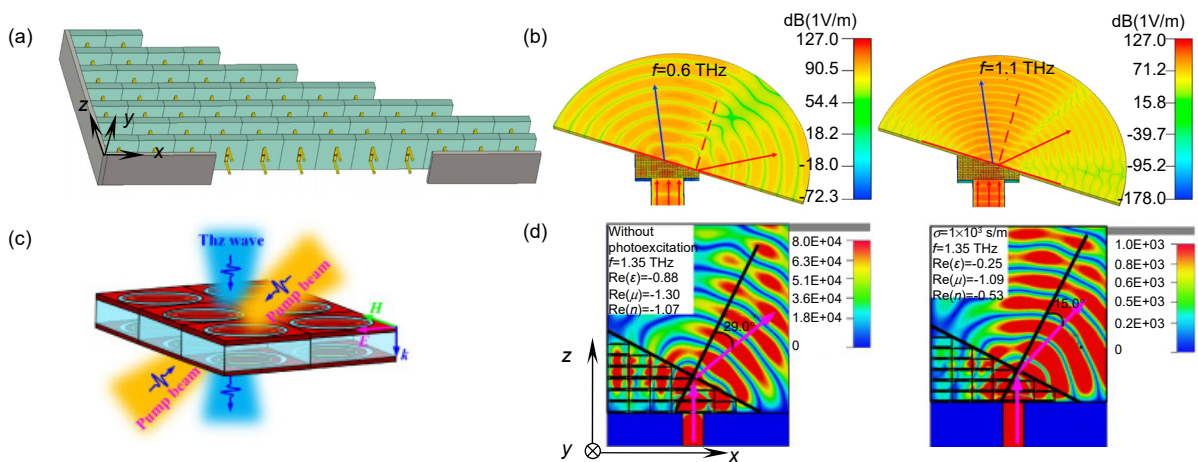 (a)
z
y
x
(b)
f=0.6 THz
dB(1V/m)
127.0
90.5
54.4
18.2
-18.0
-72.3
f=1.1 THz
dB(1V/m)
127.0
71.2
15.8
-39.7
-95.2
-178.0
(c)
Thz wave
Pump beam
H
E
k
Pump beam
(d)
Without
photoexcitation
f=1.35 THz
Re(ε)=-0.88
Re(μ)=-1.30
Re(n)=-1.07
29.0°
8.0E+04
6.3E+04
5.1E+04
3.6E+04
1.8E+04
0
z
y
x
σ=1×10³ s/m
f=1.35 THz
Re(ε)=-0.25
Re(μ)=-1.09
Re(n)=-0.53
15.0°
1.0E+03
0.8E+03
0.6E+03
0.4E+03
0.2E+03
0